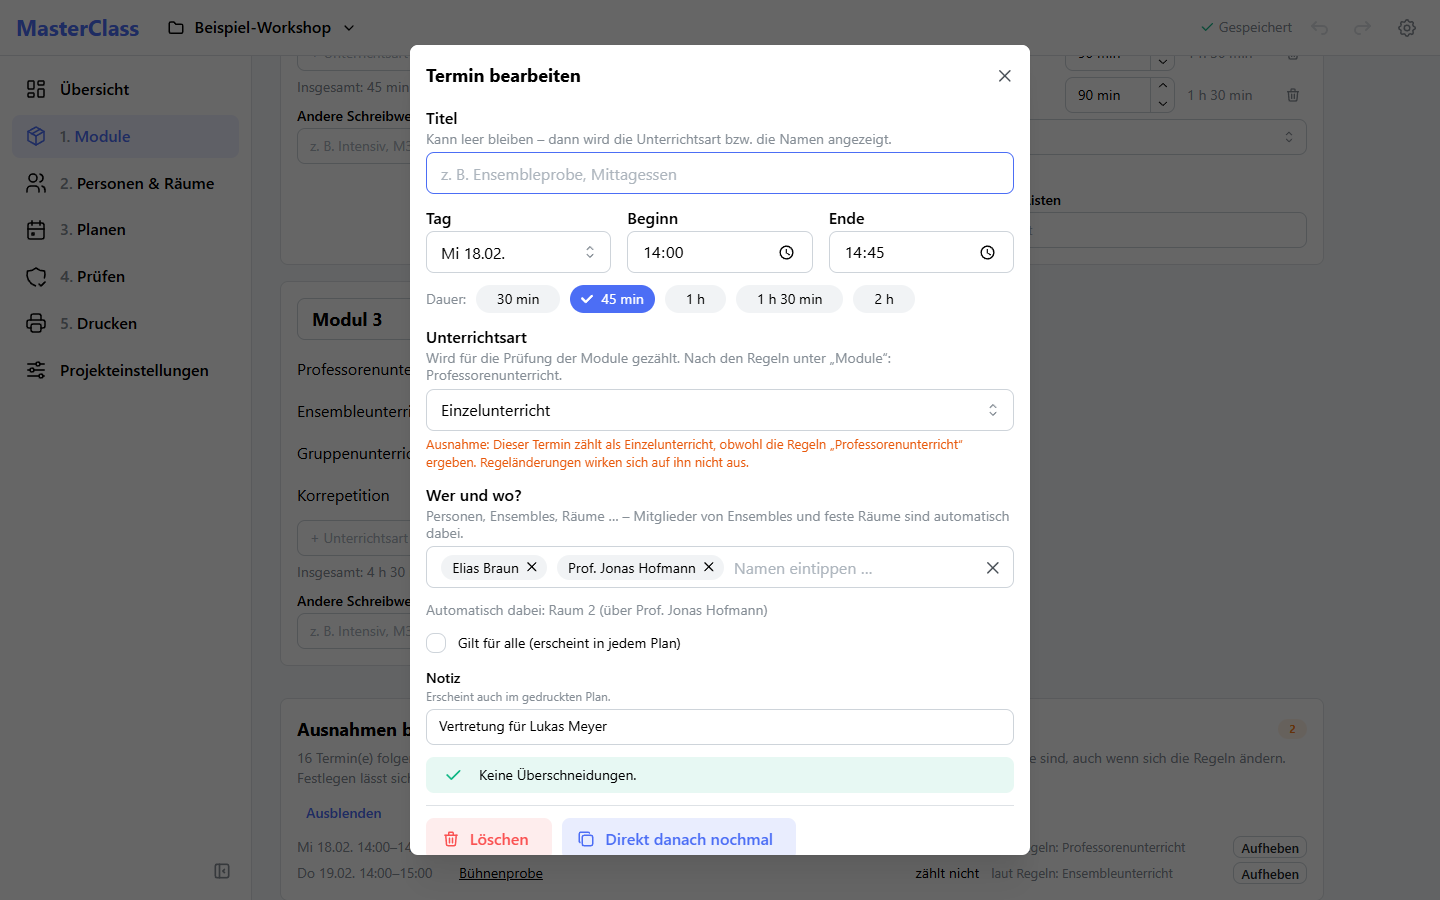 MasterClass
Beispiel-Workshop
Gespeichert
Übersicht
1. Module
2. Personen & Räume
3. Planen
4. Prüfen
5. Drucken
Projekteinstellungen
Insgesamt: 45 min
Andere Schreibwe
z. B. Intensiv, M3
90 min
1 h 30 min
isten
Modul 3
Professorenunte
Ensembleunterri
Gruppenunterric
Korrepetition
+ Unterrichtsart
Insgesamt: 4 h 30
Andere Schreibwe
z. B. Intensiv, M3
Termin bearbeiten
Titel
Kann leer bleiben – dann wird die Unterrichtsart bzw. die Namen angezeigt.
z. B. Ensembleprobe, Mittagessen
Tag Beginn Ende
Mi 18.02. 14:00 14:45
Dauer: 30 min 45 min 1 h 1 h 30 min 2 h
Unterrichtsart
Wird für die Prüfung der Module gezählt. Nach den Regeln unter „Module“:
Professorenunterricht.
Einzelunterricht
Ausnahme: Dieser Termin zählt als Einzelunterricht, obwohl die Regeln „Professorenunterricht“
ergeben. Regeländerungen wirken sich auf ihn nicht aus.
Wer und wo?
Personen, Ensembles, Räume ... – Mitglieder von Ensembles und feste Räume sind automatisch
dabei.
Elias Braun Prof. Jonas Hofmann Namen eintippen ...
Automatisch dabei: Raum 2 (über Prof. Jonas Hofmann)
Gilt für alle (erscheint in jedem Plan)
Notiz
Erscheint auch im gedruckten Plan.
Vertretung für Lukas Meyer
Keine Überschneidungen.
Löschen Direkt danach nochmal
Ausnahmen b
2
16 Termin(e) folge
e sind, auch wenn sich die Regeln ändern.
Festlegen lässt sich
Ausblenden
Mi 18.02. 14:00–14
geln: Professorenunterricht Aufheben
Do 19.02. 14:00–15:00 Bühnenprobe zählt nicht laut Regeln: Ensembleunterricht Aufheben